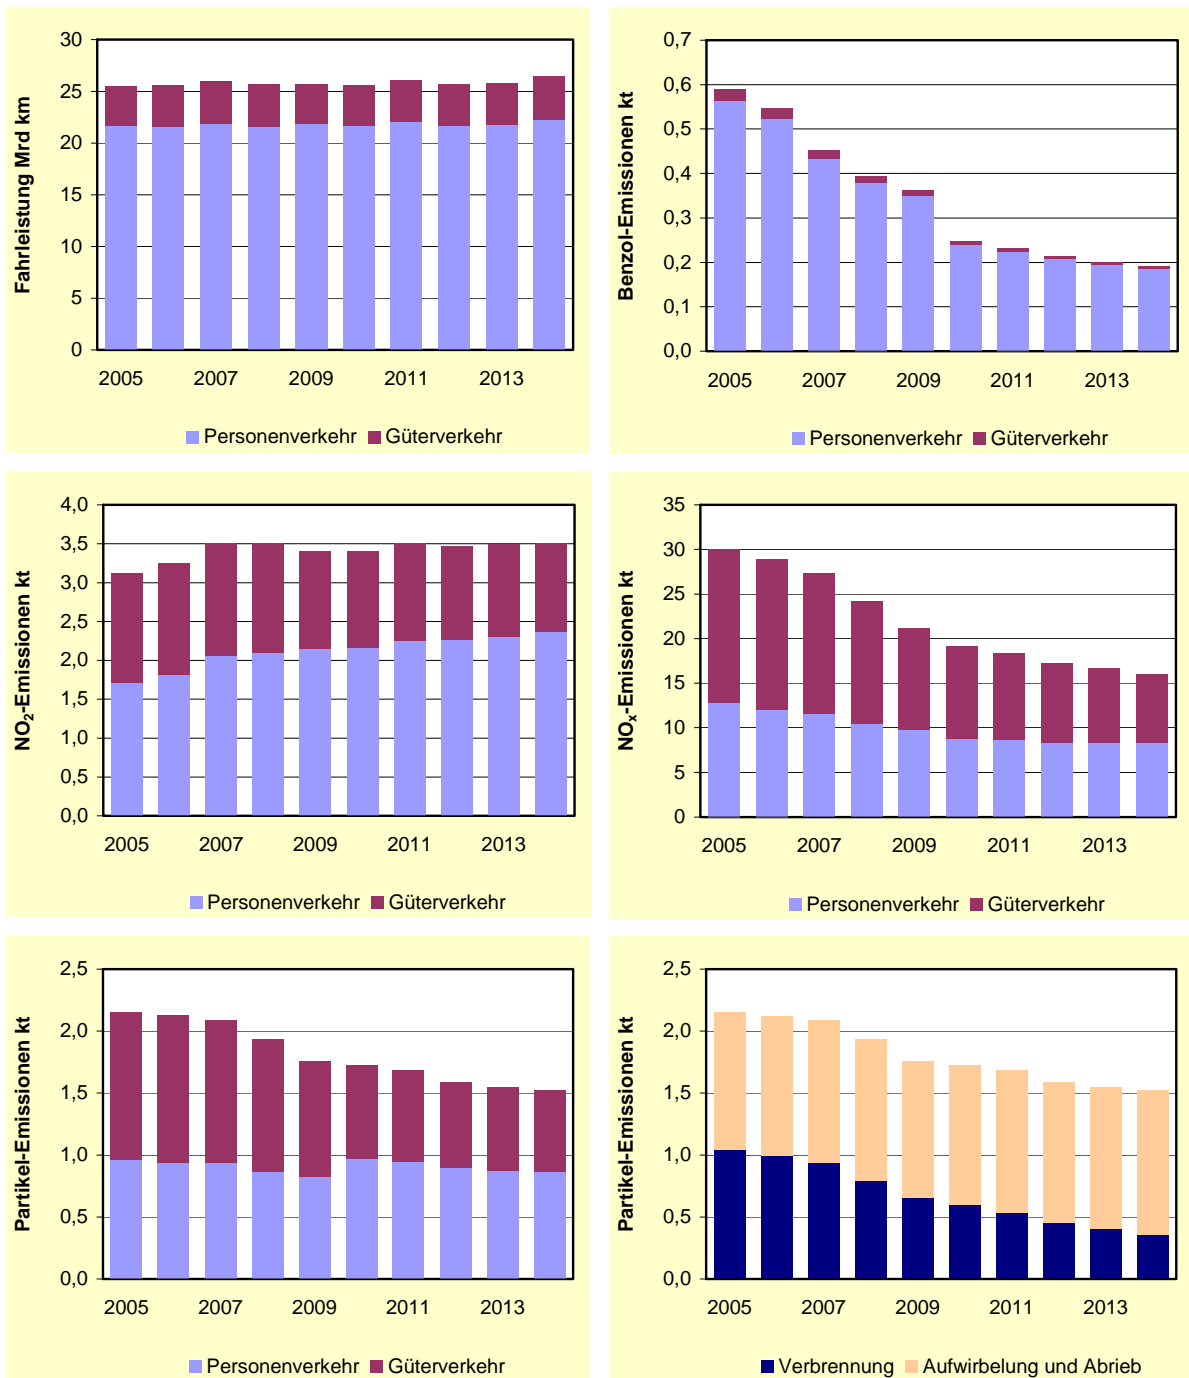 Fahrleistung Mrd km
30
25
20
15
10
5
0
2005 2007 2009 2011 2013
Personenverkehr Güterverkehr
Benzol-Emissionen kt
0,7
0,6
0,5
0,4
0,3
0,2
0,1
0,0
2005 2007 2009 2011 2013
Personenverkehr Güterverkehr
NO₂-Emissionen kt
4,0
3,5
3,0
2,5
2,0
1,5
1,0
0,5
0,0
2005 2007 2009 2011 2013
Personenverkehr Güterverkehr
NOₓ-Emissionen kt
35
30
25
20
15
10
5
0
2005 2007 2009 2011 2013
Personenverkehr Güterverkehr
Partikel-Emissionen kt
2,5
2,0
1,5
1,0
0,5
0,0
2005 2007 2009 2011 2013
Personenverkehr Güterverkehr
Partikel-Emissionen kt
2,5
2,0
1,5
1,0
0,5
0,0
2005 2007 2009 2011 2013
Verbrennung Aufwirbelung und Abrieb